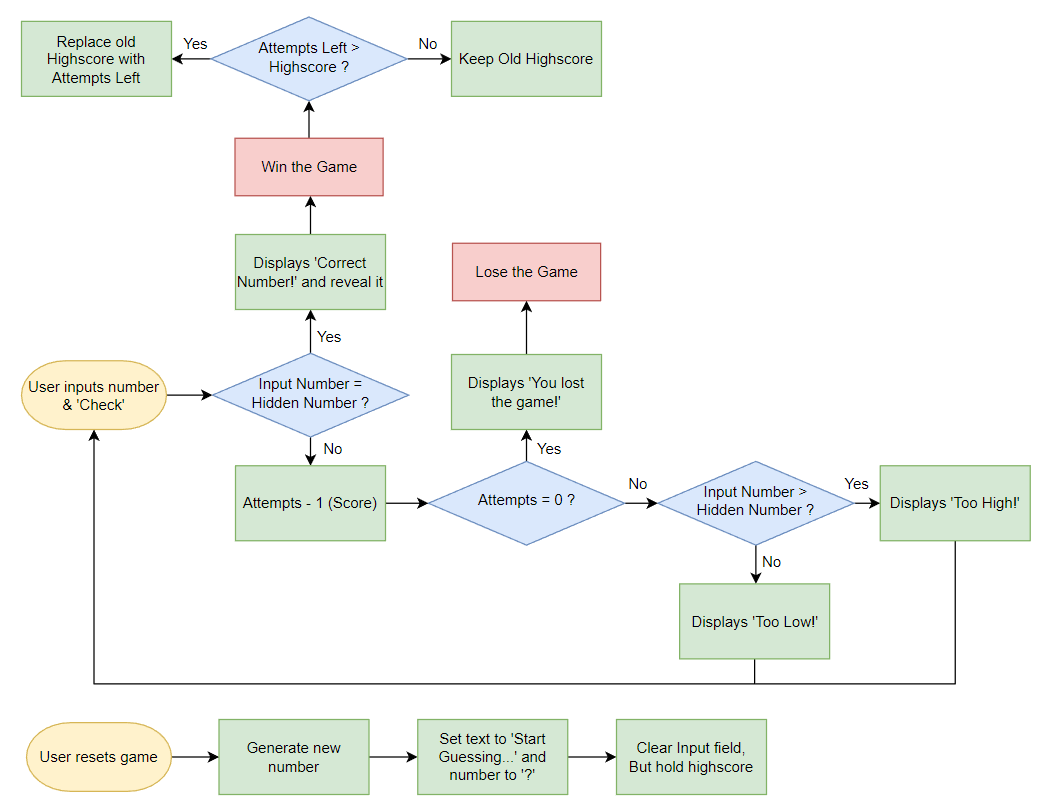 Replace old
Highscore with
Attempts Left
Yes
Attempts Left >
Highscore ?
No
Keep Old Highscore
Win the Game
Displays 'Correct
Number!' and reveal it
Lose the Game
Yes
User inputs number
& 'Check'
Input Number =
Hidden Number ?
Displays 'You lost
the game!'
No
Yes
Attempts - 1 (Score)
Attempts = 0 ?
No
Input Number >
Hidden Number ?
Yes
Displays 'Too High!'
No
Displays 'Too Low!'
User resets game
Generate new
number
Set text to 'Start
Guessing...' and
number to '?'
Clear Input field,
But hold highscore